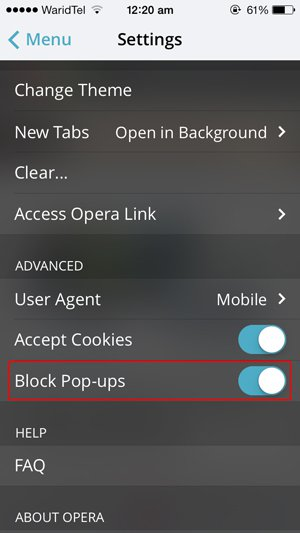 WaridTel 12:20 am 61%
Menu Settings
Change Theme
New Tabs Open in Background
Clear...
Access Opera Link
ADVANCED
User Agent Mobile
Accept Cookies
Block Pop-ups
HELP
FAQ
ABOUT OPERA